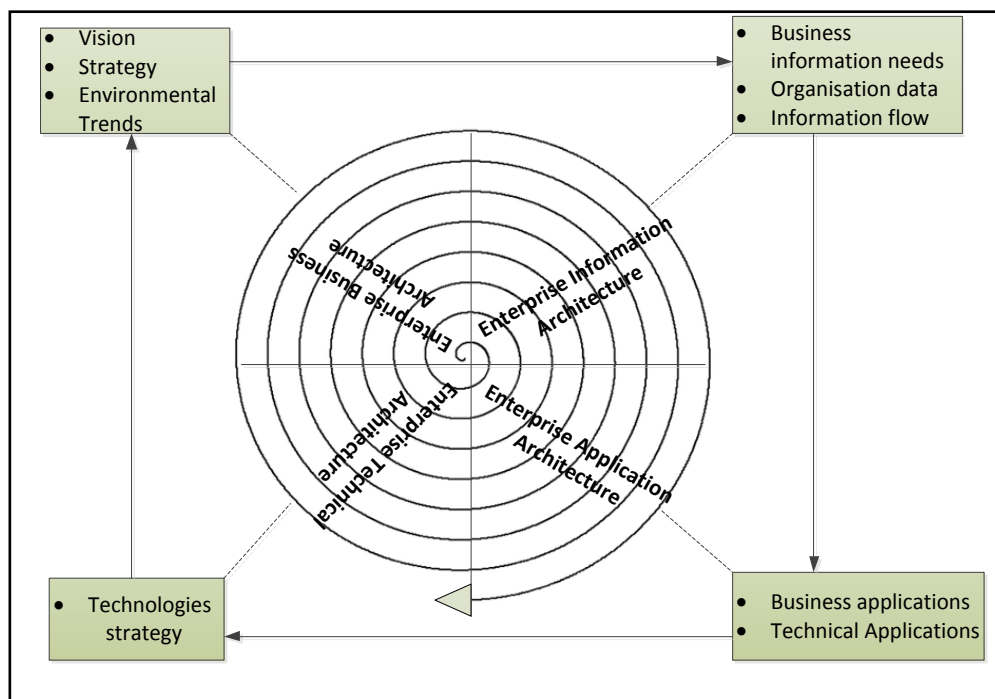 • Vision
• Strategy
• Environmental
Trends
• Business
information needs
• Organisation data
• Information flow
Enterprise Business
Architecture
Enterprise Information
Architecture
Enterprise Technical
Architecture
Enterprise Application
Architecture
• Technologies
strategy
• Business applications
• Technical Applications